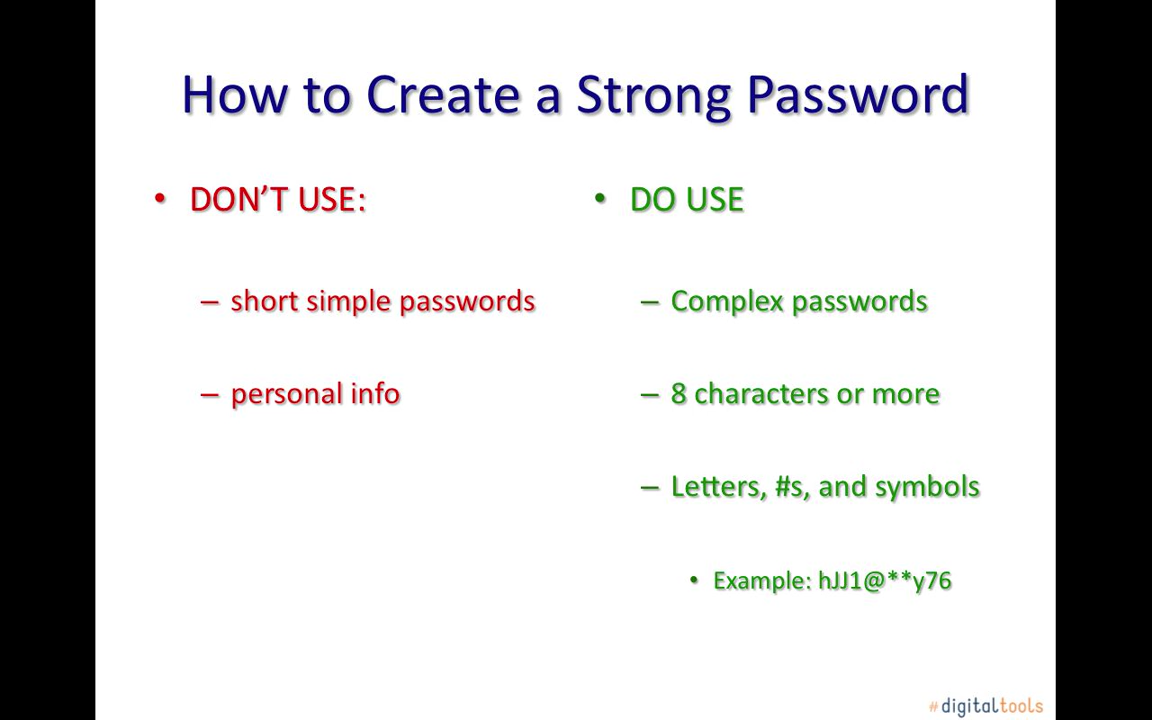 How to Create a Strong Password
• DON’T USE:
– short simple passwords
– personal info
• DO USE
– Complex passwords
– 8 characters or more
– Letters, #s, and symbols
• Example: hJJ1@**y76
#digitaltools